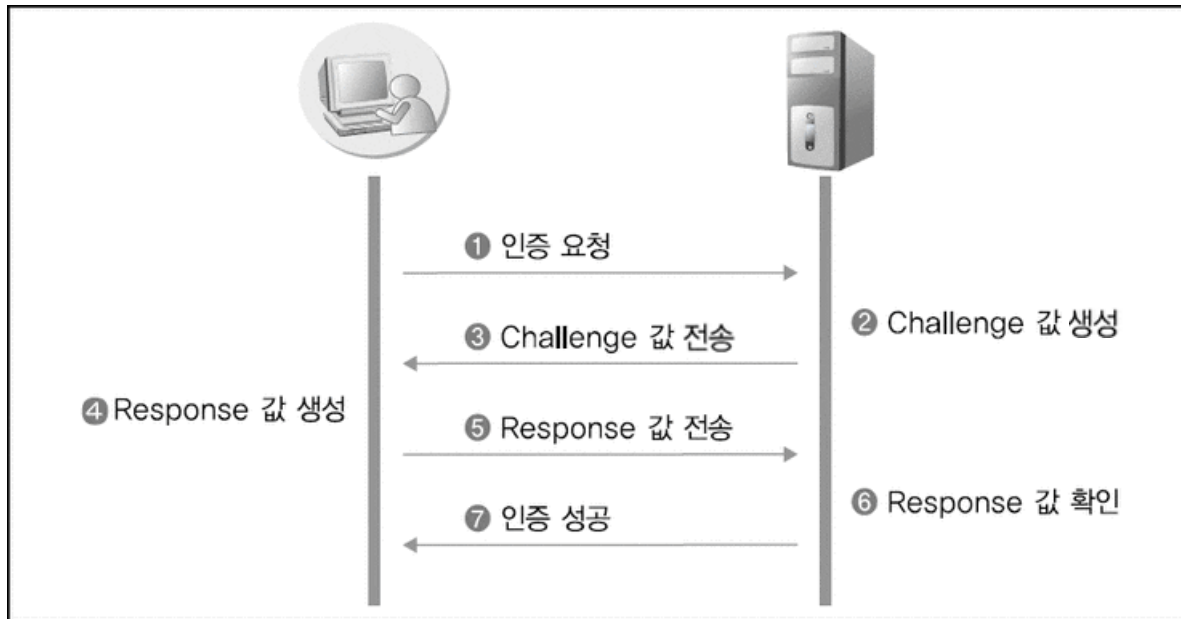 ❶ 인증 요청
❷ Challenge 값 생성
❸ Challenge 값 전송
❹ Response 값 생성
❺ Response 값 전송
❻ Response 값 확인
❼ 인증 성공